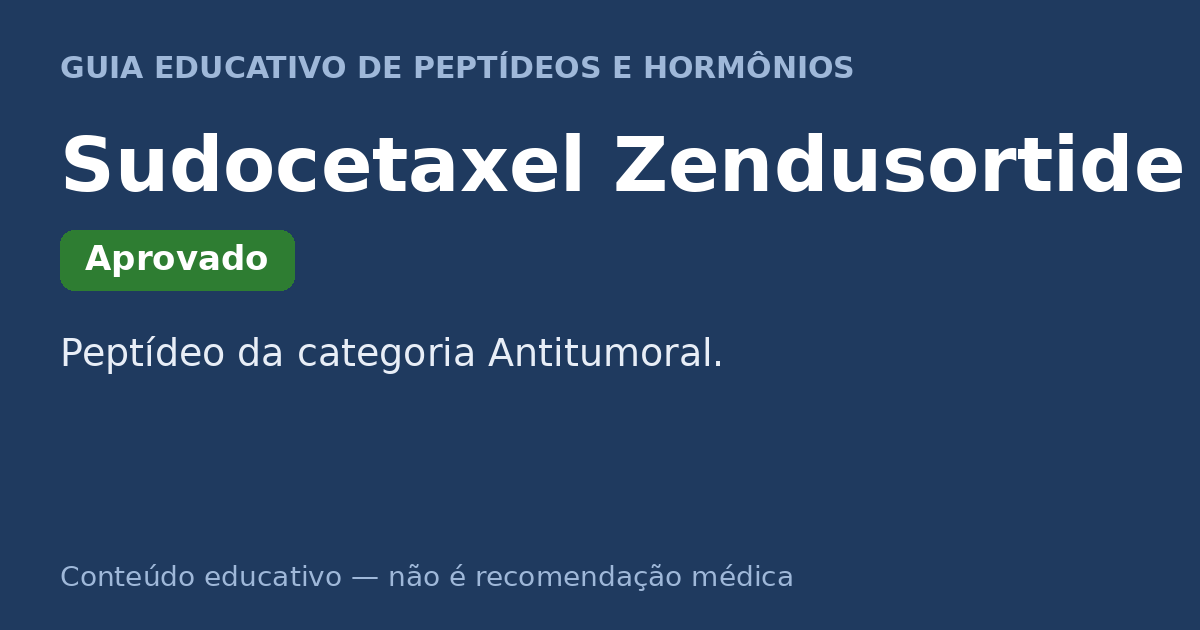 GUIA EDUCATIVO DE PEPTÍDEOS E HORMÔNIOS
Sudocetaxel Zendusortide
Aprovado
Peptídeo da categoria Antitumoral.
Conteúdo educativo — não é recomendação médica